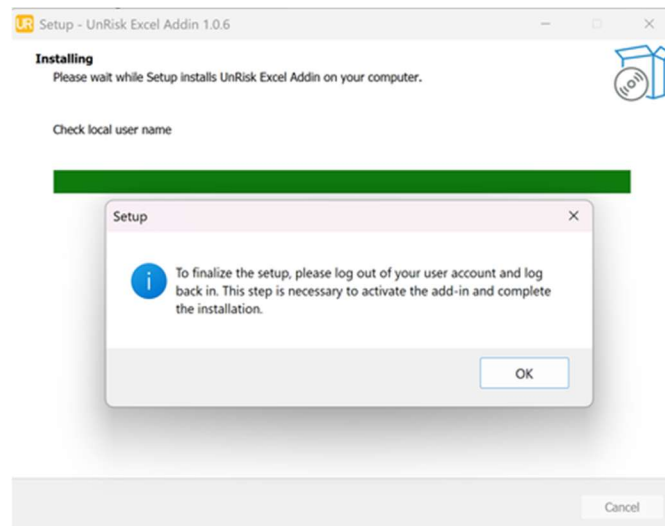 UR Setup - UnRisk Excel Addin 1.0.6
Installing
Please wait while Setup installs UnRisk Excel Addin on your computer.
Check local user name
Setup
To finalize the setup, please log out of your user account and log
back in. This step is necessary to activate the add-in and complete
the installation.
OK
Cancel